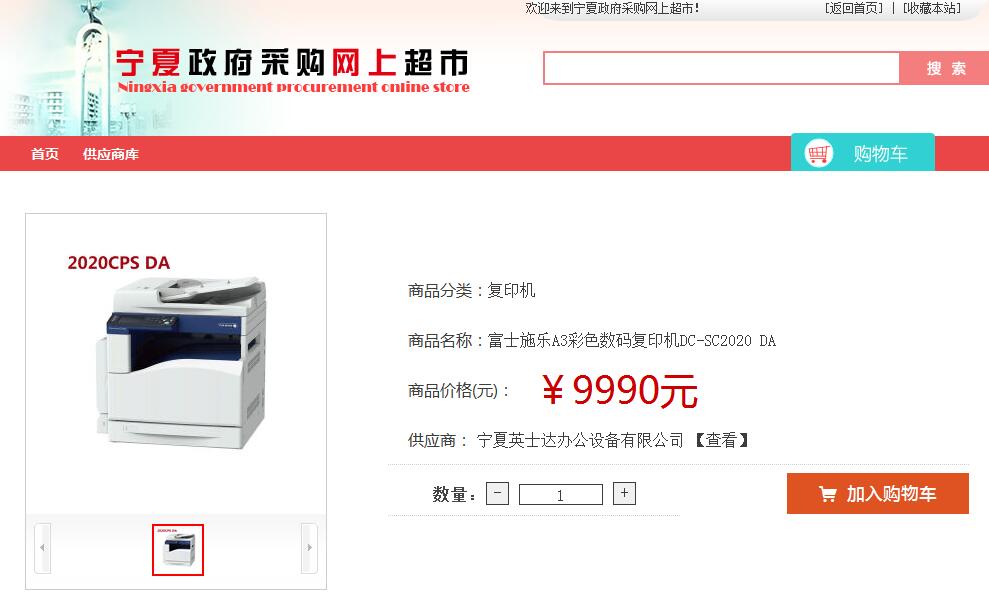 欢迎来到宁夏政府采购网上超市！ [返回首页] | [收藏本站]
宁夏政府采购网上超市
Ningxia government procurement online store
搜 索
首页 供应商库 购物车
2020CPS DA
商品分类：复印机
商品名称：富士施乐A3彩色数码复印机DC-SC2020 DA
商品价格(元)： ￥9990元
供应商： 宁夏英士达办公设备有限公司 【查看】
数量： - 1 + 加入购物车
2020CPS DA